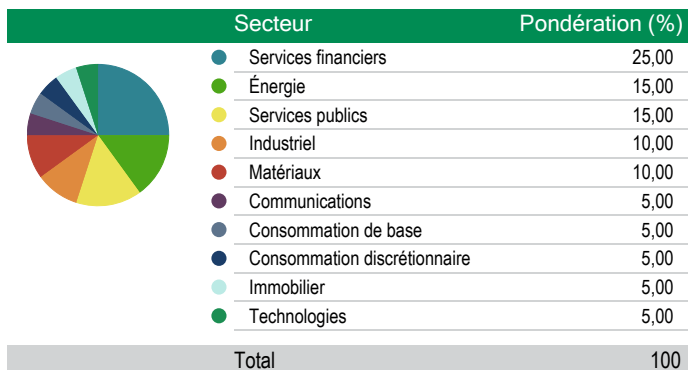 Secteur Pondération (%)
Services financiers 25,00
Énergie 15,00
Services publics 15,00
Industriel 10,00
Matériaux 10,00
Communications 5,00
Consommation de base 5,00
Consommation discrétionnaire 5,00
Immobilier 5,00
Technologies 5,00
Total 100